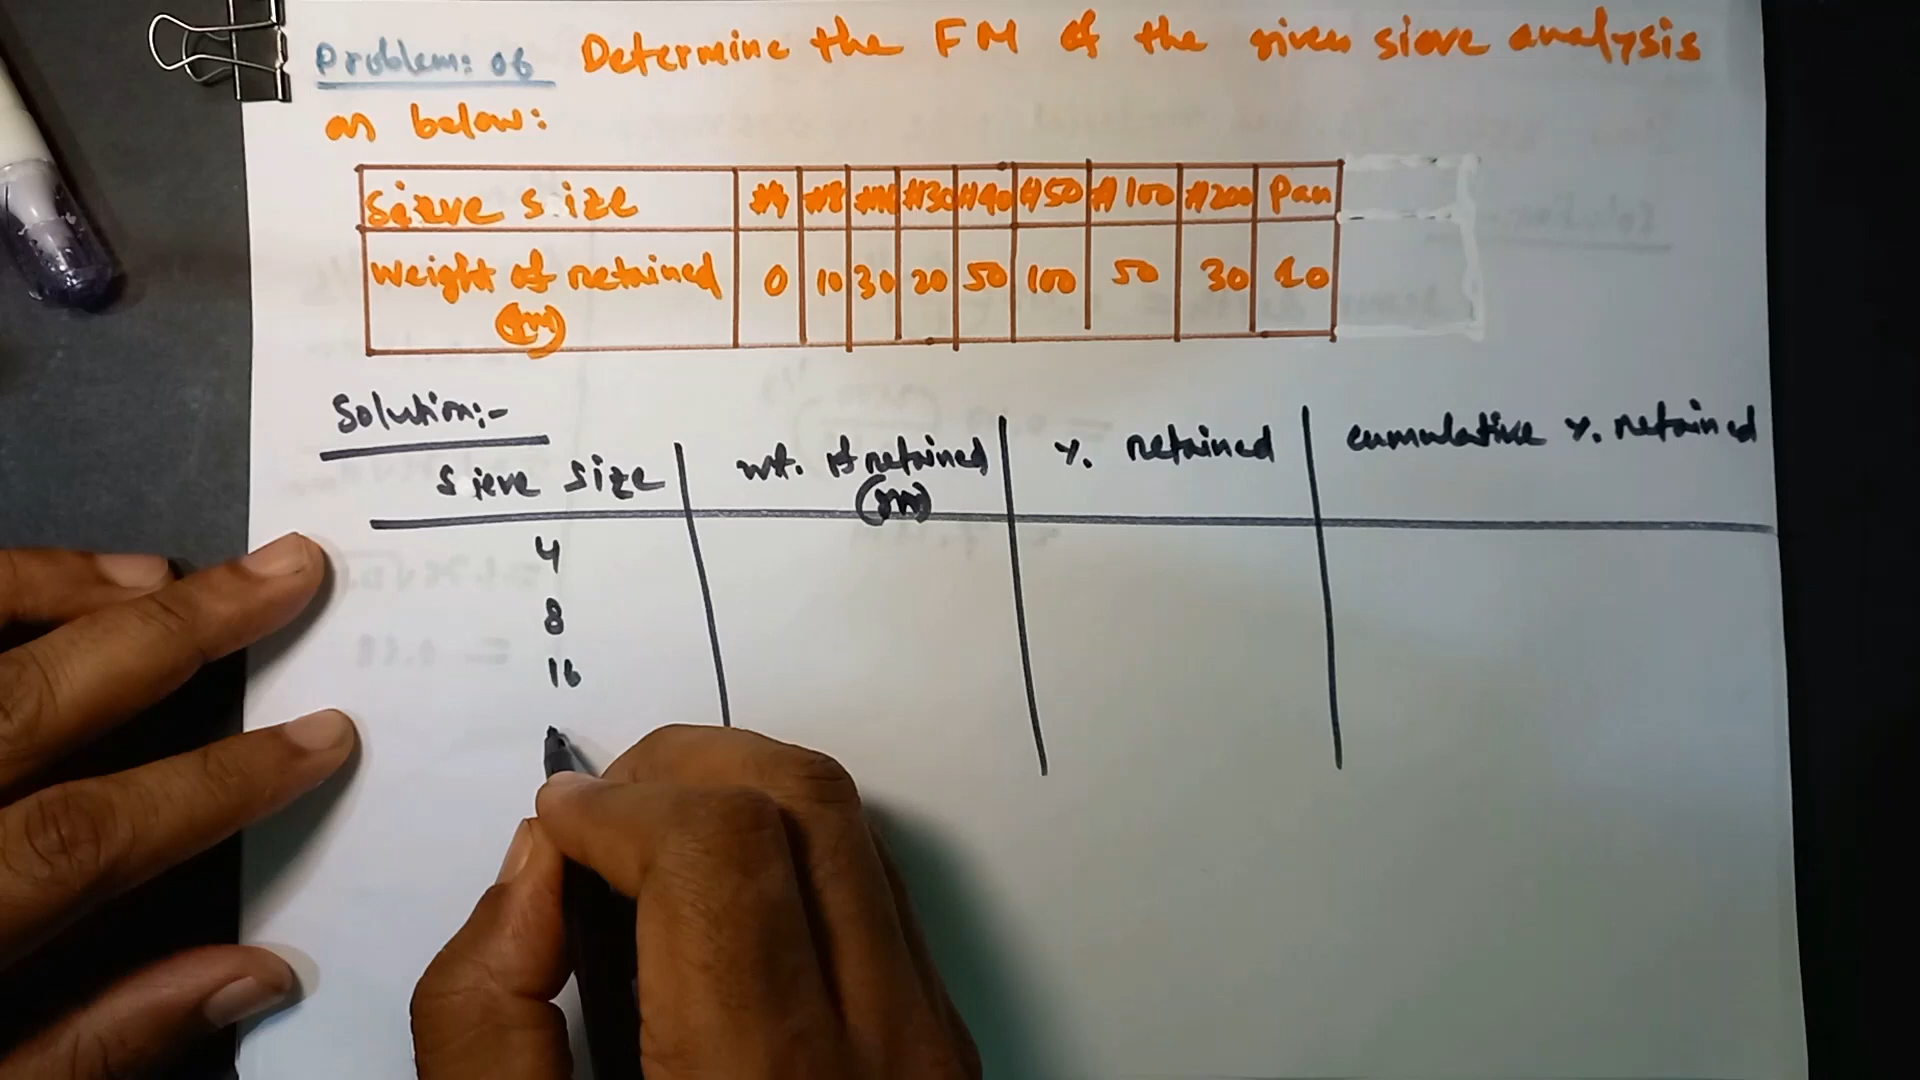 Problem: 06 Determine the FM of the given sieve analysis
as below:
Sieve size #4 #8 #16 #30 #40 #50 #100 #200 Pan
Weight of retained 0 10 30 20 50 100 50 30 10
(gm)
Solution:-
Sieve size wt. of retained %. retained cumulative %. retained
(gm)
4
8
16